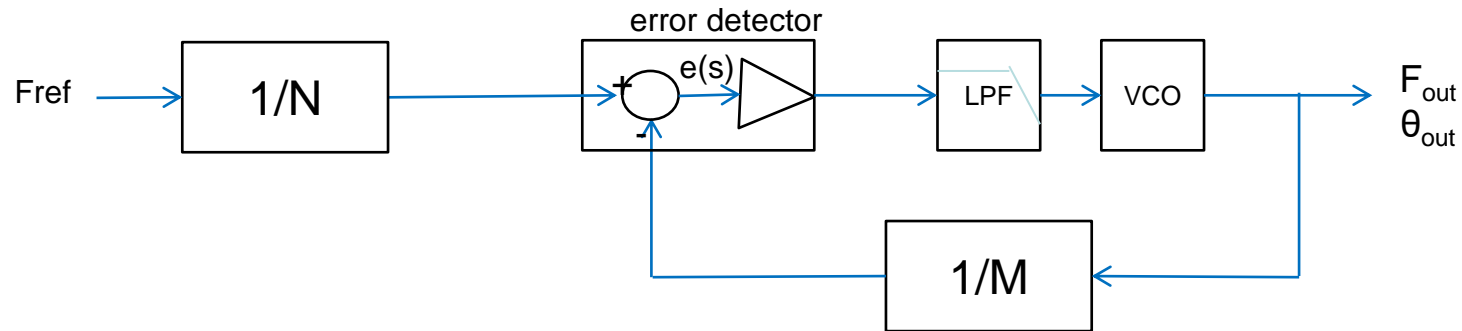 error detector
Fref
1/N
+
e(s)
-
LPF
VCO
Fout
θout
1/M